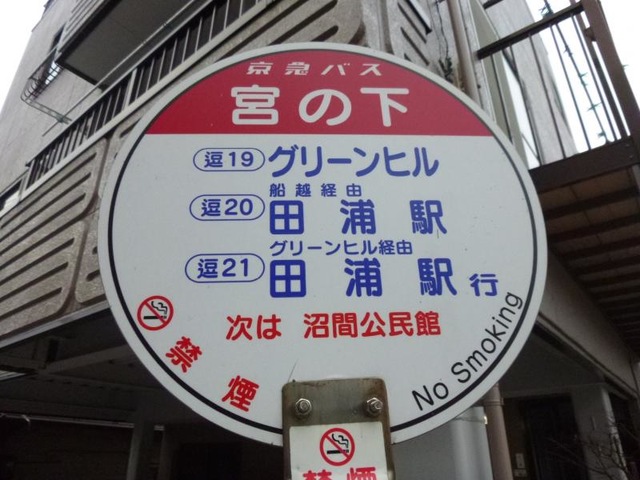 京急バス
宮の下
逗19 グリーンヒル
船越経由
逗20 田浦駅
グリーンヒル経由
逗21 田浦駅行
次は 沼間公民館
禁煙
No Smoking
禁煙